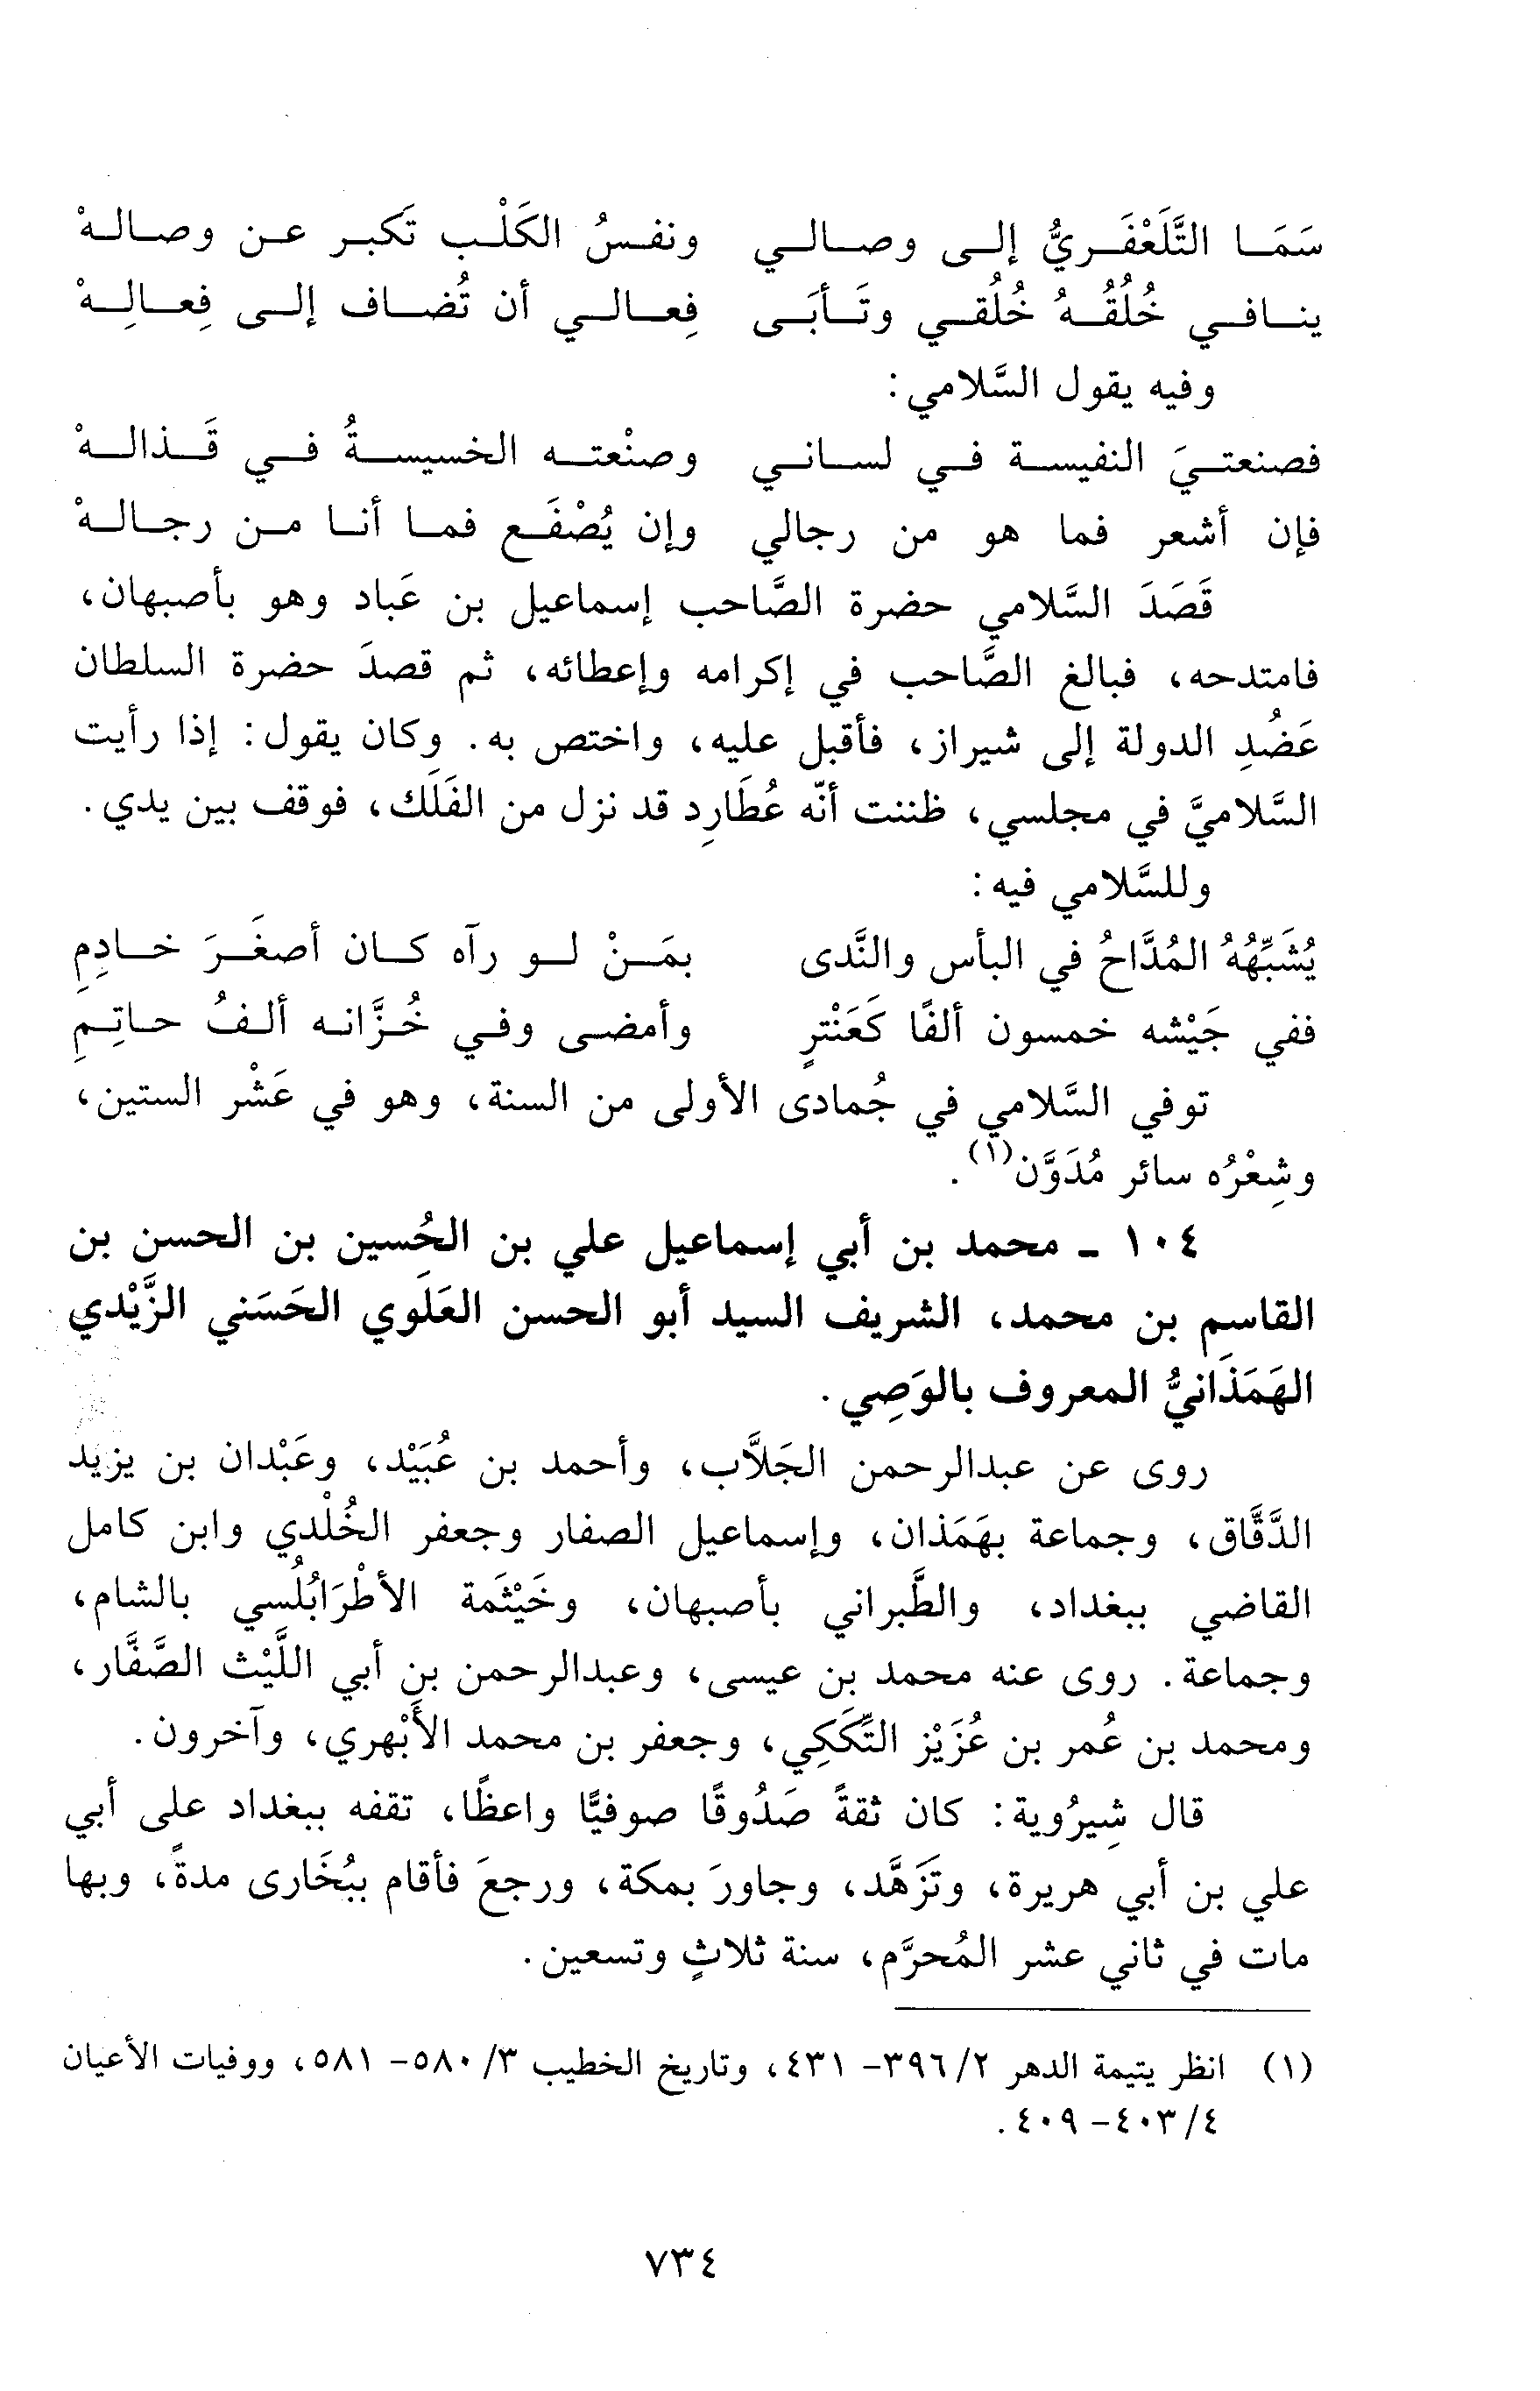 سَمَا التَّلَعْفَريُّ إلى وصالي ونفسُ الكَلْب تَكبر عن وصالهْ
ينافي خُلُقُهُ خُلُقي وتَأبَى فِعالي أن تُضاف إلى فِعالِهْ
وفيه يقول السَّلامي:
فصنعتيَ النفيسة في لساني وصنْعته الخسيسةُ في قَذالهْ
فإن أشعر فما هو من رجالي وإن يُصْفَع فما أنا من رجالهْ
قَصَدَ السَّلامي حضرة الصَّاحب إسماعيل بن عَباد وهو بأصبهان،
فامتدحه، فبالغ الصَّاحب في إكرامه وإعطائه، ثم قصدَ حضرة السلطان
عَضُدِ الدولة إلى شيراز، فأقبل عليه، واختص به. وكان يقول: إذا رأيت
السَّلاميَّ في مجلسي، ظننت أنّه عُطَارِد قد نزل من الفَلَك، فوقف بين يدي.
وللسَّلامي فيه:
يُشَبِّهُهُ المُدَّاحُ في البأس والنَّدى بمَنْ لو رآه كان أصغَرَ خادِمِ
ففي جَيْشه خمسون ألفًا كَعَنْترٍ وأمضى وفي خُزَّانه ألفُ حاتِمِ
توفي السَّلامي في جُمادى الأولى من السنة، وهو في عَشْر الستين،
وشِعْرُه سائر مُدَوَّن(١).
١٠٤ ـ محمد بن أبي إسماعيل علي بن الحُسين بن الحسن بن
القاسم بن محمد، الشريف السيد أبو الحسن العَلَوي الحَسَني الزَّيْدي
الهَمَذَانيُّ المعروف بالوَصِي.
روى عن عبدالرحمن الجَلَّاب، وأحمد بن عُبَيْد، وعَبْدان بن يزيد
الدَّقَّاق، وجماعة بهَمَذان، وإسماعيل الصفار وجعفر الخُلْدي وابن كامل
القاضي ببغداد، والطَّبراني بأصبهان، وخَيْثَمة الأطْرَابُلُسي بالشام،
وجماعة. روى عنه محمد بن عيسى، وعبدالرحمن بن أبي اللَّيْث الصَّفَّار،
ومحمد بن عُمر بن عُزَيْز التِّكَكِي، وجعفر بن محمد الأَبْهري، وآخرون.
قال شِيرُوية: كان ثقةً صَدُوقًا صوفيًّا واعظًا، تفقه ببغداد على أبي
علي بن أبي هريرة، وتَزَهَّد، وجاورَ بمكة، ورجعَ فأقام ببُخَارى مدةً، وبها
مات في ثاني عشر المُحرَّم، سنة ثلاثٍ وتسعين.
(١) انظر يتيمة الدهر ٢/ ٣٩٦- ٤٣١، وتاريخ الخطيب ٣/ ٥٨٠- ٥٨١، ووفيات الأعيان
٤/ ٤٠٣- ٤٠٩.
٧٣٤